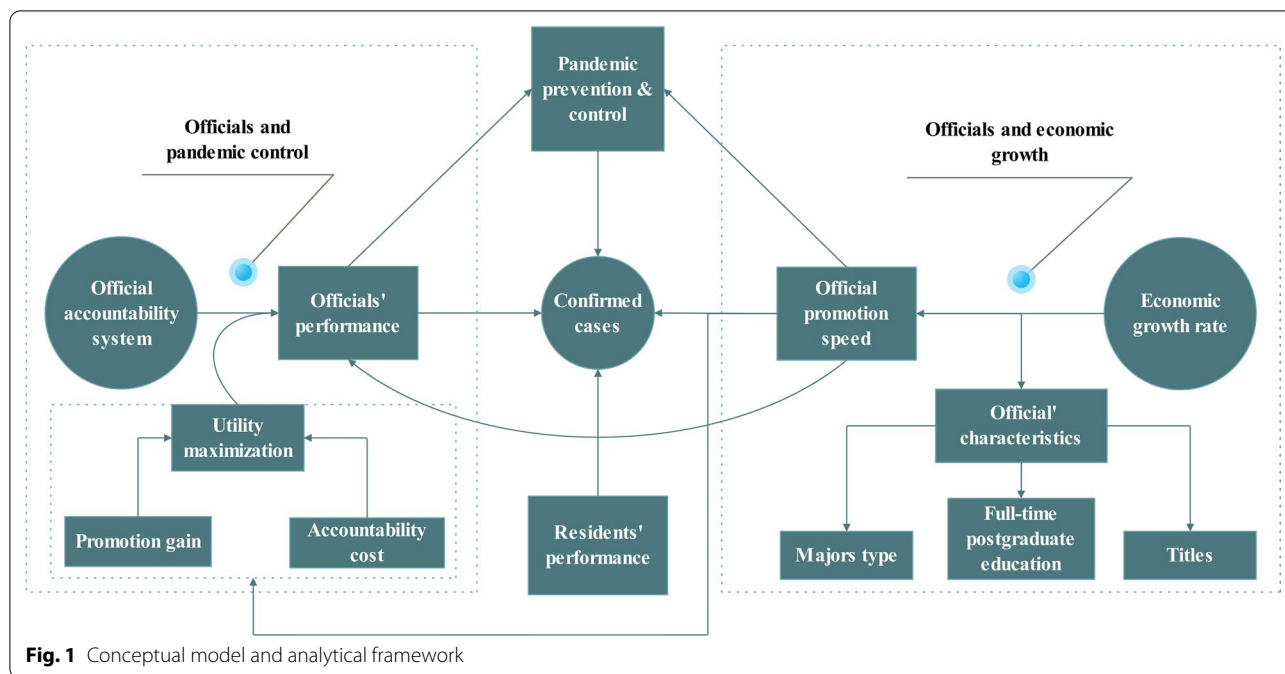 Pandemic
prevention &
control
Officials and
pandemic control
Officials and economic
growth
Official
accountability
system
Officials'
performance
Confirmed
cases
Official
promotion
speed
Economic
growth rate
Utility
maximization
Official'
characteristics
Promotion gain
Accountability
cost
Residents'
performance
Majors type
Full-time
postgraduate
education
Titles
Fig. 1 Conceptual model and analytical framework